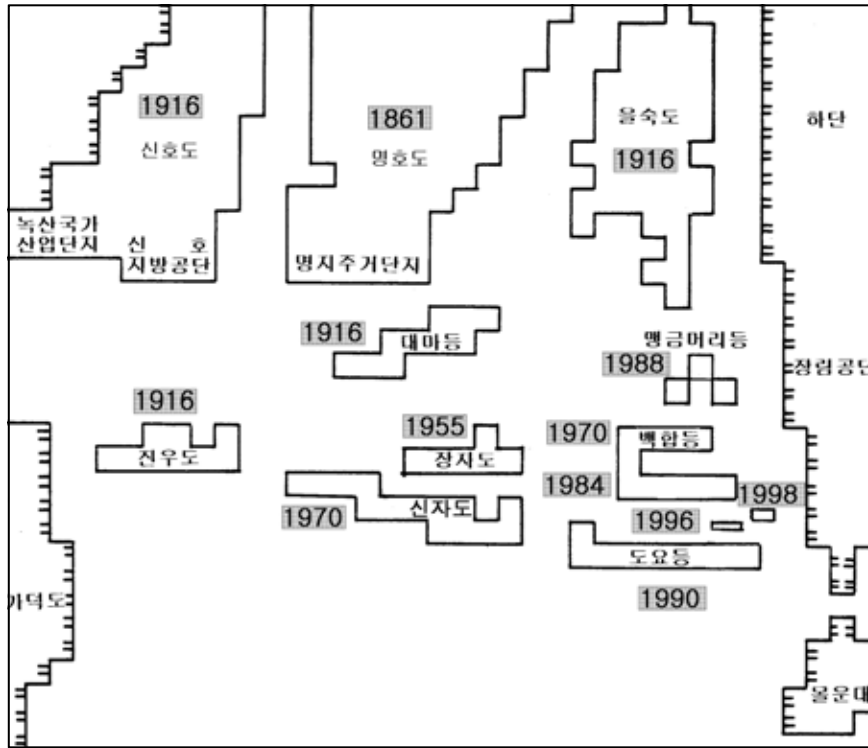 1916
신호도
1861
명호도
을숙도
1916
하단
녹산국가
산업단지
신 호
지방공단
명지주거단지
1916
대마등
맹금머리등
1988
장림공단
1916
진우도
1955
장자도
1970
백합등
1984
1998
1970
신자도
1996
도요등
1990
가덕도
몰운대